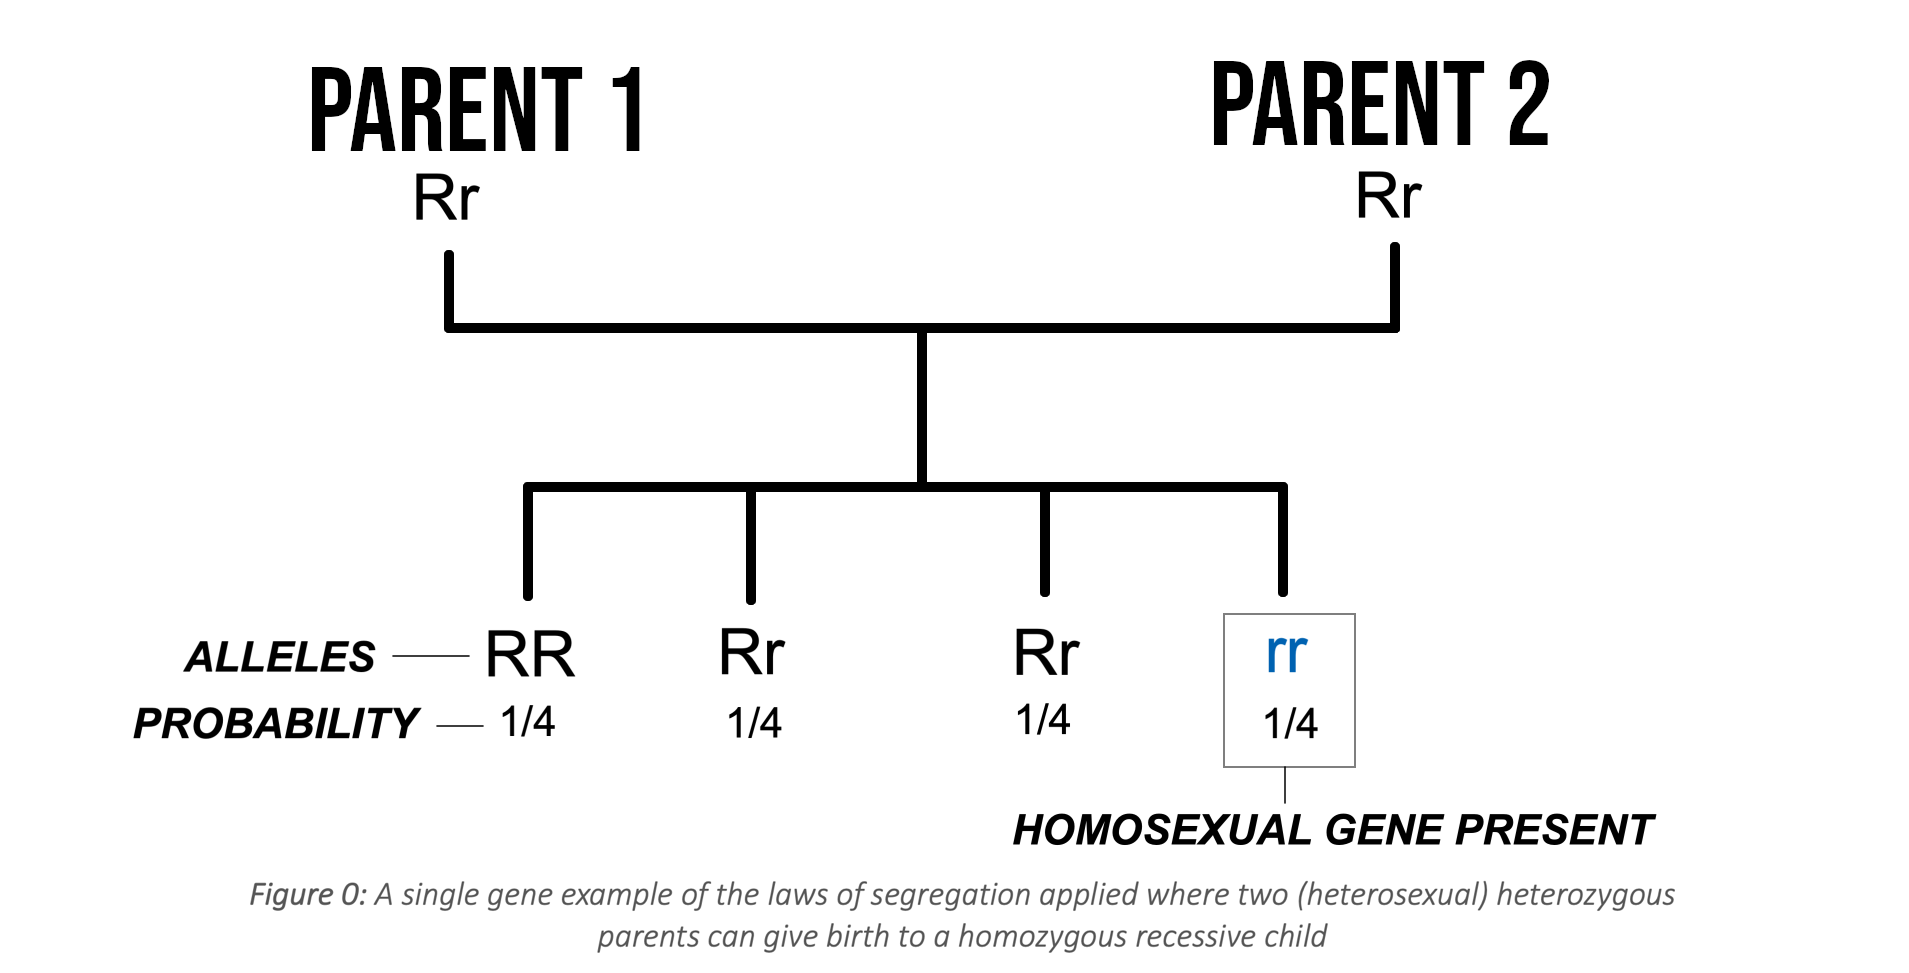 PARENT 1 PARENT 2
Rr Rr
ALLELES RR Rr Rr rr
PROBABILITY 1/4 1/4 1/4 1/4
HOMOSEXUAL GENE PRESENT
Figure 0: A single gene example of the laws of segregation applied where two (heterosexual) heterozygous
parents can give birth to a homozygous recessive child